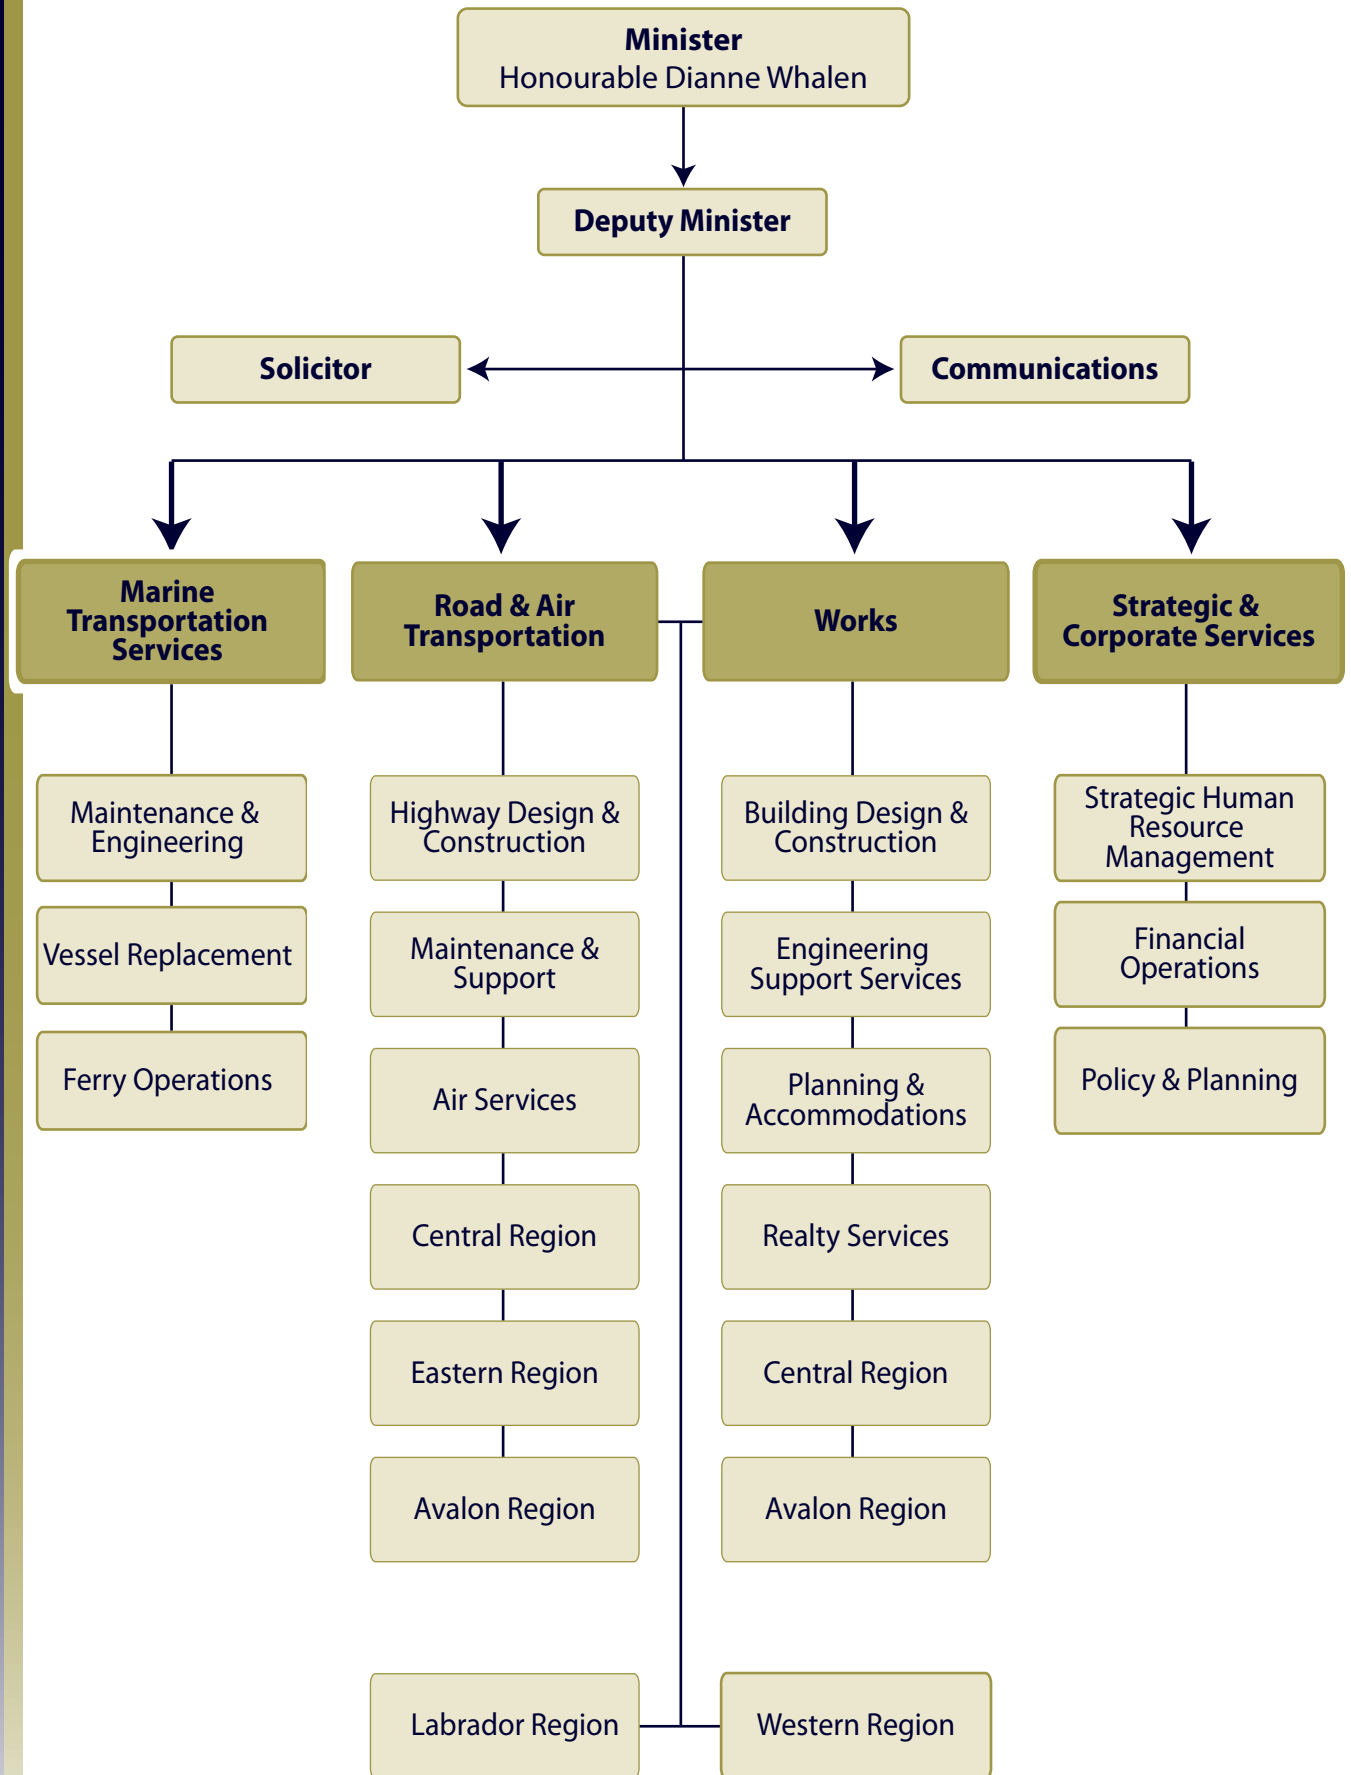 Minister
Honourable Dianne Whalen
Deputy Minister
Solicitor
Communications
Marine
Transportation
Services
Road & Air
Transportation
Works
Strategic &
Corporate Services
Maintenance &
Engineering
Vessel Replacement
Ferry Operations
Highway Design &
Construction
Maintenance &
Support
Air Services
Central Region
Eastern Region
Avalon Region
Building Design &
Construction
Engineering
Support Services
Planning &
Accommodations
Realty Services
Central Region
Avalon Region
Strategic Human
Resource
Management
Financial
Operations
Policy & Planning
Labrador Region
Western Region